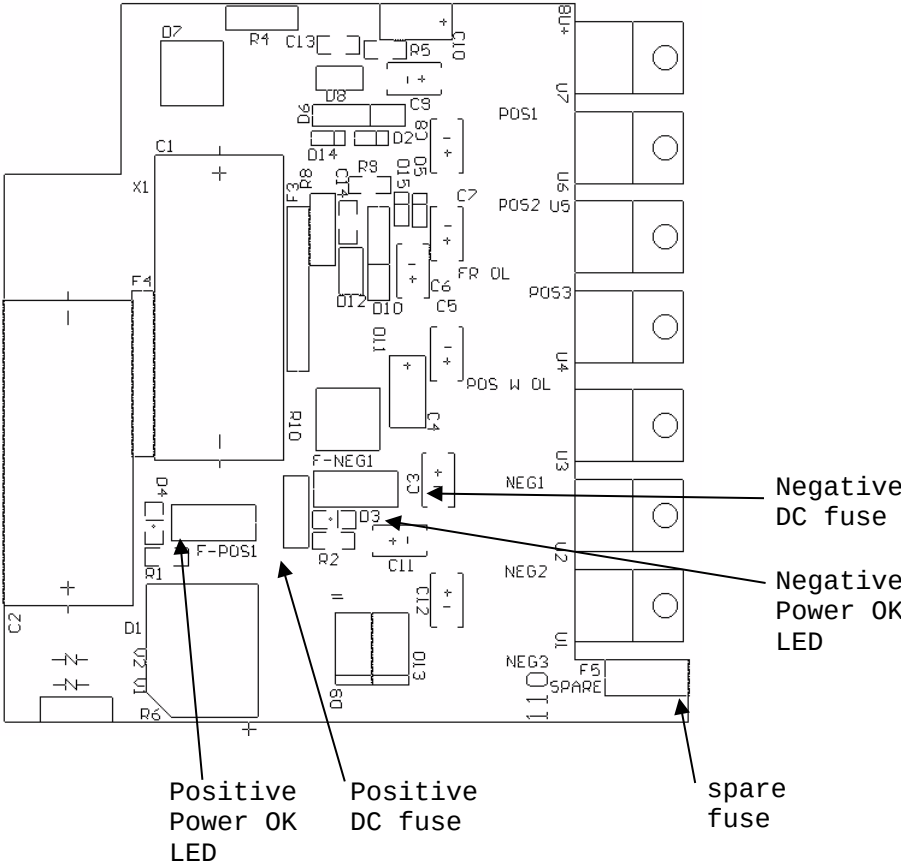 BU+
D7
R4
C13
R5
C10
U8
C9
U7
D6
POS1
D2
C8
D14
C1
D15
D5
R9
X1
F3
R8
C14
C7
U6
POS2
U5
FR OL
F4
C6
D12
D10
C5
POS3
D11
U4
POS W OL
R10
C4
F-NEG1
C3
U3
NEG1
Negative
DC fuse
D4
D3
F-POS1
R2
C11
U2
R1
NEG2
Negative
Power OK
LED
C12
C2
D1
U1
V2
V1
D13
NEG3
F5
SPARE
D9
110
R6
Positive
Power OK
LED
Positive
DC fuse
spare
fuse